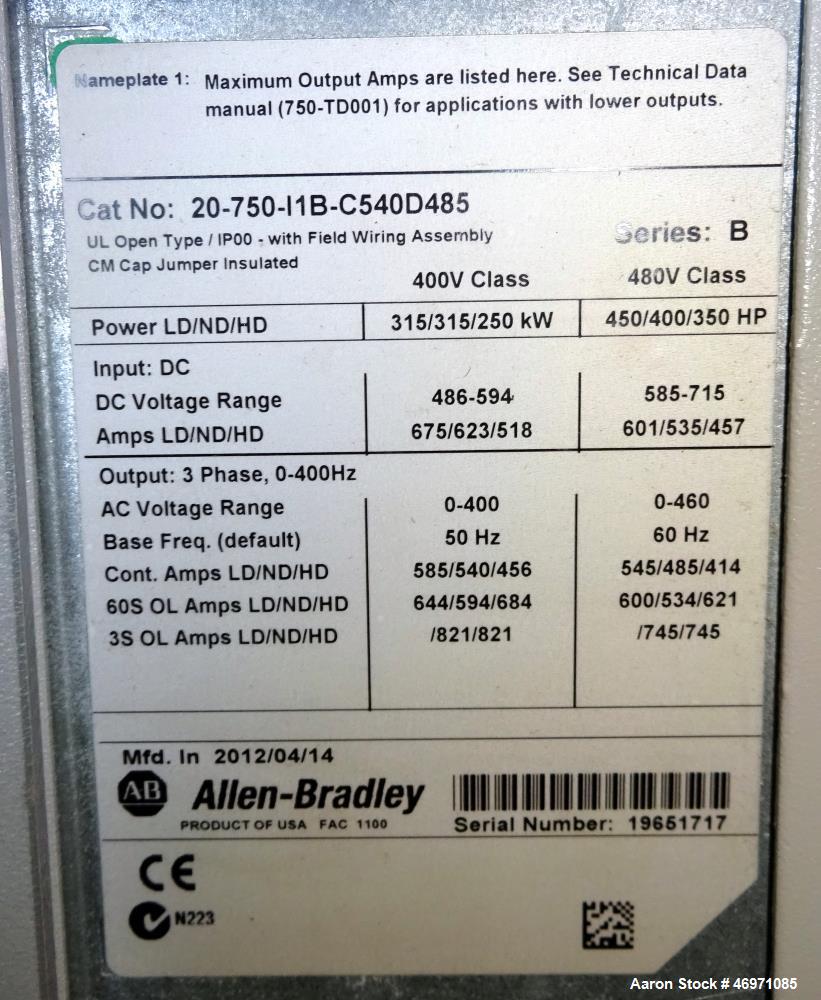 Nameplate 1: Maximum Output Amps are listed here. See Technical Data
manual (750-TD001) for applications with lower outputs.
Cat No: 20-750-I1B-C540D485
UL Open Type / IP00 - with Field Wiring Assembly
Series: B
CM Cap Jumper Insulated
400V Class 480V Class
Power LD/ND/HD 315/315/250 kW 450/400/350 HP
Input: DC
DC Voltage Range 486-594 585-715
Amps LD/ND/HD 675/623/518 601/535/457
Output: 3 Phase, 0-400Hz
AC Voltage Range 0-400 0-460
Base Freq. (default) 50 Hz 60 Hz
Cont. Amps LD/ND/HD 585/540/456 545/485/414
60S OL Amps LD/ND/HD 644/594/684 600/534/621
3S OL Amps LD/ND/HD /821/821 /745/745
Mfd. In 2012/04/14
AB Allen-Bradley
PRODUCT OF USA FAC 1100
Serial Number: 19651717
CE
N223
Aaron Stock # 46971085